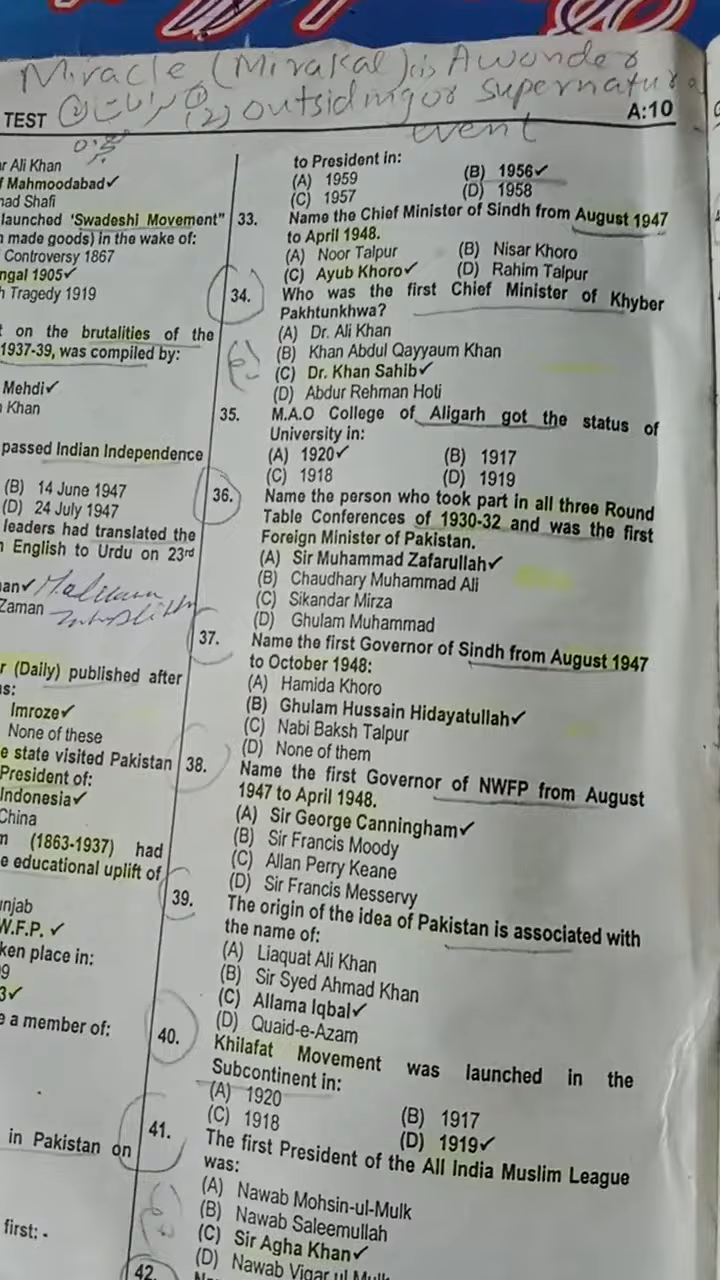 Miracle (Mirakal) is A wonder
(2) outsiding or supernatura
event
TEST
A:10
r Ali Khan
f Mahmoodabad✓
nad Shafi
launched 'Swadeshi Movement"
n made goods) in the wake of:
Controversy 1867
ngal 1905✓
h Tragedy 1919
t on the brutalities of the
1937-39, was compiled by:
Mehdi✓
n Khan
passed Indian Independence
(B) 14 June 1947
(D) 24 July 1947
leaders had translated the
n English to Urdu on 23rd
an✓
Zaman
r (Daily) published after
s:
Imroze✓
None of these
e state visited Pakistan
President of:
Indonesia✓
China
m (1863-1937) had
e educational uplift of
unjab
W.F.P. ✓
ken place in:
9
3✓
e a member of:
in Pakistan on
first: -
to President in:
(A) 1959 (B) 1956✓
(C) 1957 (D) 1958
33. Name the Chief Minister of Sindh from August 1947
to April 1948.
(A) Noor Talpur (B) Nisar Khoro
(C) Ayub Khoro✓ (D) Rahim Talpur
34. Who was the first Chief Minister of Khyber
Pakhtunkhwa?
(A) Dr. Ali Khan
(B) Khan Abdul Qayyaum Khan
(C) Dr. Khan Sahib✓
(D) Abdur Rehman Hoti
35. M.A.O College of Aligarh got the status of
University in:
(A) 1920✓ (B) 1917
(C) 1918 (D) 1919
36. Name the person who took part in all three Round
Table Conferences of 1930-32 and was the first
Foreign Minister of Pakistan.
(A) Sir Muhammad Zafarullah✓
(B) Chaudhary Muhammad Ali
(C) Sikandar Mirza
(D) Ghulam Muhammad
37. Name the first Governor of Sindh from August 1947
to October 1948:
(A) Hamida Khoro
(B) Ghulam Hussain Hidayatullah✓
(C) Nabi Baksh Talpur
(D) None of them
38. Name the first Governor of NWFP from August
1947 to April 1948.
(A) Sir George Canningham✓
(B) Sir Francis Moody
(C) Allan Perry Keane
(D) Sir Francis Messervy
39. The origin of the idea of Pakistan is associated with
the name of:
(A) Liaquat Ali Khan
(B) Sir Syed Ahmad Khan
(C) Allama Iqbal✓
(D) Quaid-e-Azam
40. Khilafat Movement was launched in the
Subcontinent in:
(A) 1920 (B) 1917
(C) 1918 (D) 1919✓
41. The first President of the All India Muslim League
was:
(A) Nawab Mohsin-ul-Mulk
(B) Nawab Saleemullah
(C) Sir Agha Khan✓
(D) Nawab Viqar ul Mulk
42.